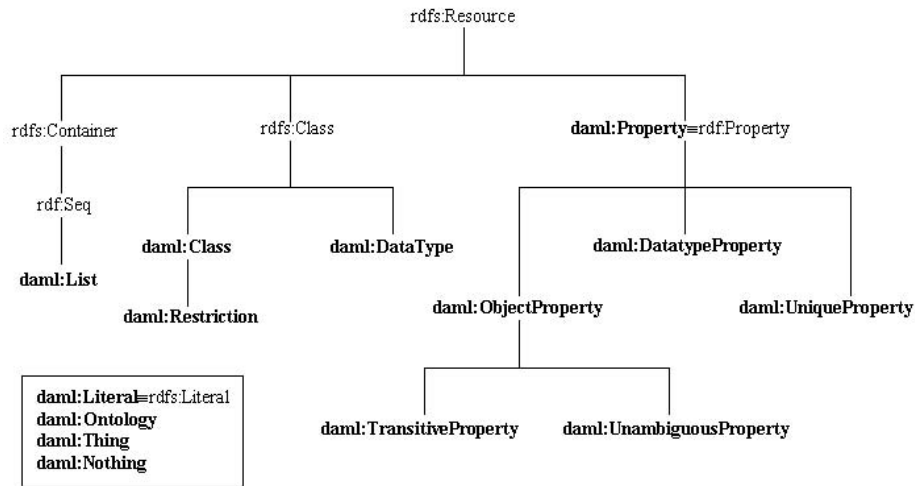 rdfs:Resource
rdfs:Container
rdfs:Class
daml:Property≡rdf:Property
rdf:Seq
daml:Class
daml:DataType
daml:DatatypeProperty
daml:List
daml:Restriction
daml:ObjectProperty
daml:UniqueProperty
daml:Literal≡rdfs:Literal
daml:Ontology
daml:Thing
daml:Nothing
daml:TransitiveProperty
daml:UnambiguousProperty